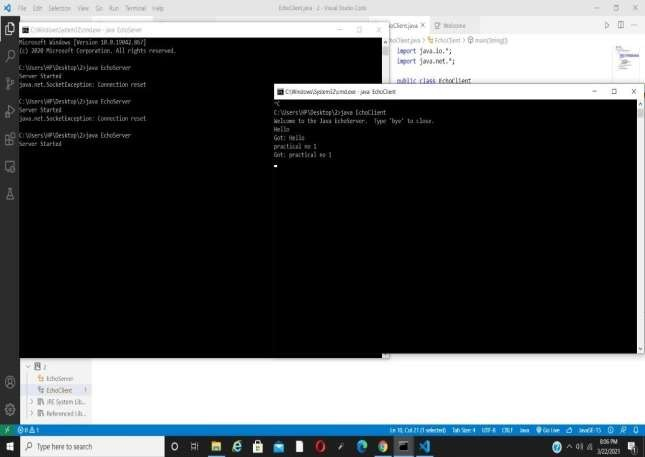 File Edit Selection View Go Run Terminal Help
EchoClient.java - 2 - Visual Studio Code
C:\Windows\System32\cmd.exe - java EchoServer
Microsoft Windows [Version 10.0.19042.867]
(c) 2020 Microsoft Corporation. All rights reserved.
C:\Users\HP\Desktop\2>java EchoServer
Server Started
java.net.SocketException: Connection reset
C:\Users\HP\Desktop\2>java EchoServer
Server Started
java.net.SocketException: Connection reset
C:\Users\HP\Desktop\2>java EchoServer
Server Started
hoClient.java
Welcome
hoClient.java > EchoClient > main(String[])
import java.io.*;
import java.net.*;
public class EchoClient
C:\Windows\System32\cmd.exe - java EchoClient
^C
C:\Users\HP\Desktop\2>java EchoClient
Welcome to the Java EchoServer. Type 'bye' to close.
Hello
Got: Hello
practical no 1
Got: practical no 1
2
EchoServer
EchoClient 1
JRE System Lib...
Referenced Lib...
0 1
Ln 10, Col 21 (1 selected) Tab Size: 4 UTF-8 CRLF Java Go Live JavaSE-15
Type here to search
8:06 PM
3/22/2021